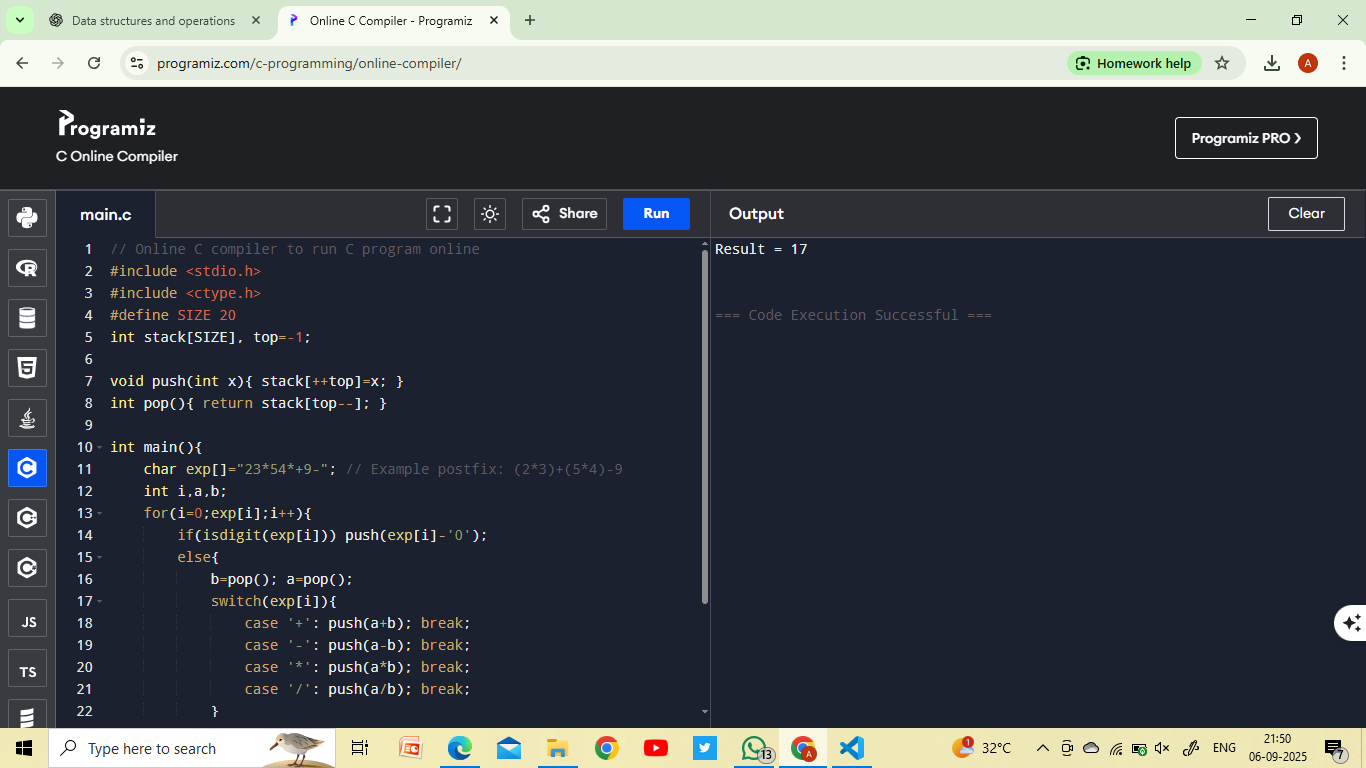 Data structures and operations
Online C Compiler - Programiz
programiz.com/c-programming/online-compiler/
Homework help
A
Programiz
C Online Compiler
Programiz PRO
main.c
Share
Run
Output
Clear
1 // Online C compiler to run C program online
2 #include <stdio.h>
3 #include <ctype.h>
4 #define SIZE 20
5 int stack[SIZE], top=-1;
6
7 void push(int x){ stack[++top]=x; }
8 int pop(){ return stack[top--]; }
9
10 int main(){
11 char exp[]="23*54*+9-"; // Example postfix: (2*3)+(5*4)-9
12 int i,a,b;
13 for(i=0;exp[i];i++){
14 if(isdigit(exp[i])) push(exp[i]-'0');
15 else{
16 b=pop(); a=pop();
17 switch(exp[i]){
18 case '+': push(a+b); break;
19 case '-': push(a-b); break;
20 case '*': push(a*b); break;
21 case '/': push(a/b); break;
22 }
Result = 17
=== Code Execution Successful ===
JS
TS
Type here to search
13
A
1
32°C
ENG
21:50
06-09-2025
7